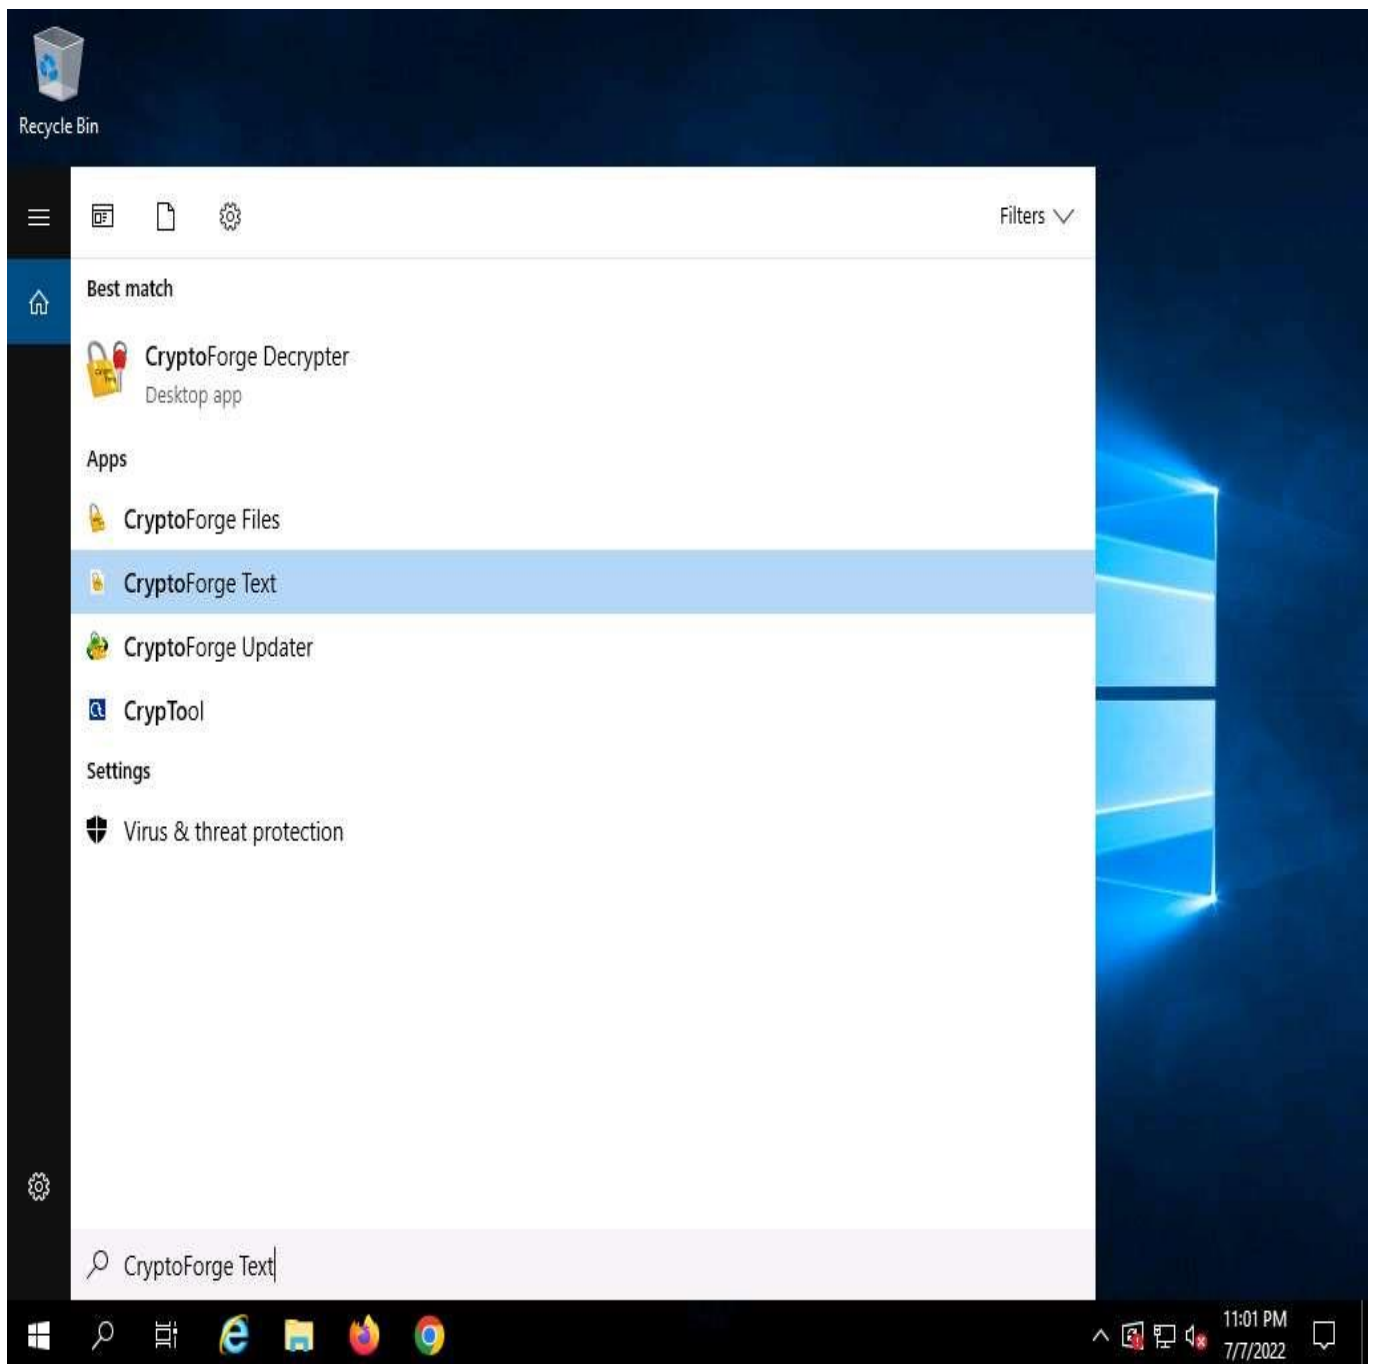 Recycle Bin
Filters
Best match
CryptoForge Decrypter
Desktop app
Apps
CryptoForge Files
CryptoForge Text
CryptoForge Updater
CrypTool
Settings
Virus & threat protection
CryptoForge Text
11:01 PM
7/7/2022